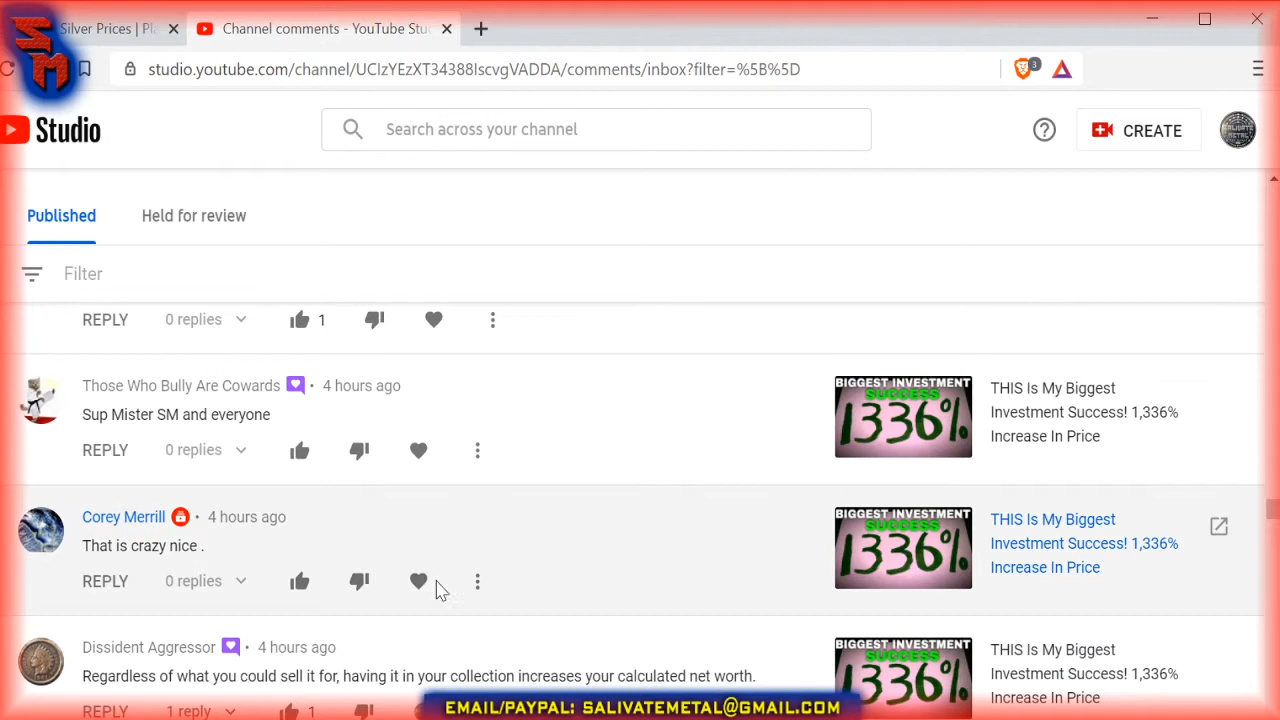 SM
Silver Prices | Pla
Channel comments - YouTube Stu
studio.youtube.com/channel/UCIzYEzXT34388IscvgVADDA/comments/inbox?filter=%5B%5D
3
Studio
Search across your channel
CREATE
SALIVATE METAL
Published
Held for review
Filter
REPLY 0 replies 1
Those Who Bully Are Cowards • 4 hours ago
Sup Mister SM and everyone
REPLY 0 replies
BIGGEST INVESTMENT
SUCCESS
1336%
THIS Is My Biggest
Investment Success! 1,336%
Increase In Price
Corey Merrill • 4 hours ago
That is crazy nice .
REPLY 0 replies
BIGGEST INVESTMENT
SUCCESS
1336%
THIS Is My Biggest
Investment Success! 1,336%
Increase In Price
Dissident Aggressor • 4 hours ago
Regardless of what you could sell it for, having it in your collection increases your calculated net worth.
REPLY 1 reply 1
BIGGEST INVESTMENT
SUCCESS
1336%
THIS Is My Biggest
Investment Success! 1,336%
Increase In Price
EMAIL/PAYPAL: SALIVATEMETAL@GMAIL.COM